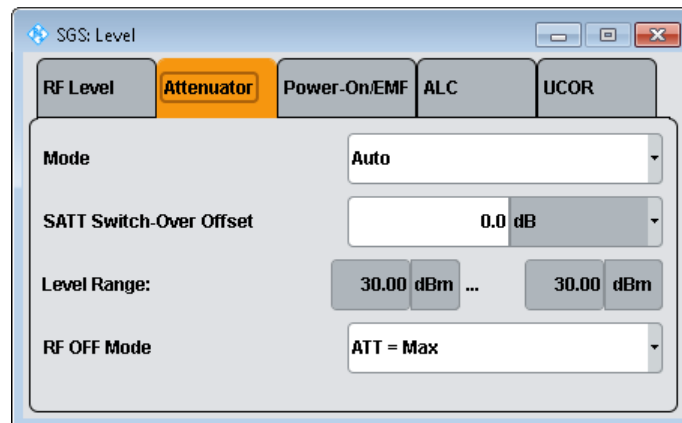 SGS: Level
RF Level Attenuator Power-On/EMF ALC UCOR
Mode Auto
SATT Switch-Over Offset 0.0 dB
Level Range: 30.00 dBm ... 30.00 dBm
RF OFF Mode ATT = Max